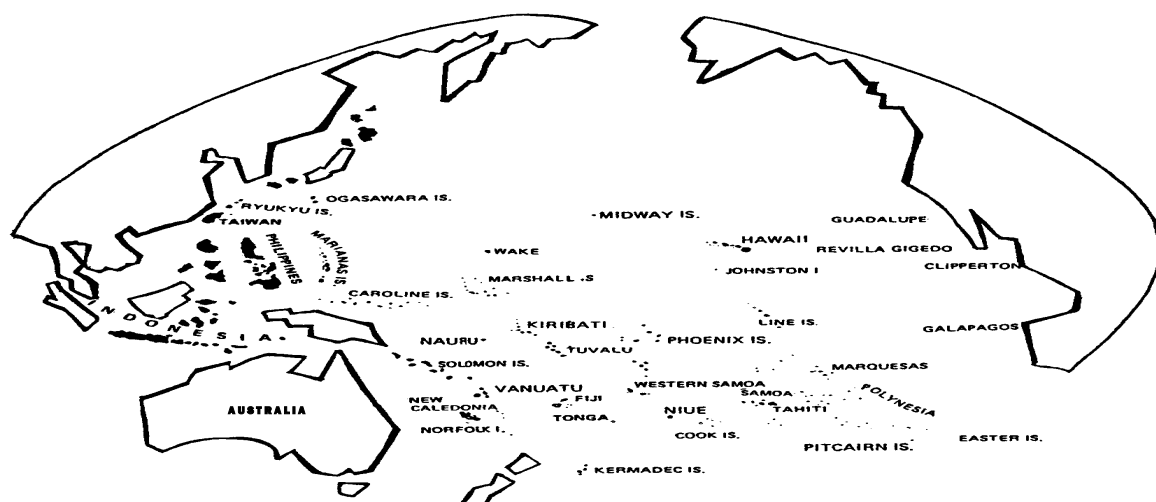 OGASAWARA IS.
RYUKYU IS.
TAIWAN
MIDWAY IS.
GUADALUPE
PHILIPPINES
MARIANAS IS.
WAKE
HAWAII
REVILLA GIGEDO
MARSHALL .S
JOHNSTON I
CLIPPERTON
CAROLINE IS.
INDONESIA
KIRIBATI
LINE IS.
GALAPAGOS
NAURU
TUVALU
PHOENIX IS.
SOLOMON IS.
MARQUESAS
VANUATU
WESTERN SAMOA
SAMOA
POLYNESIA
AUSTRALIA
NEW
CALEDONIA
FIJI
TONGA
NIUE
TAHITI
NORFOLK I.
COOK IS.
PITCAIRN IS.
EASTER IS.
KERMADEC IS.